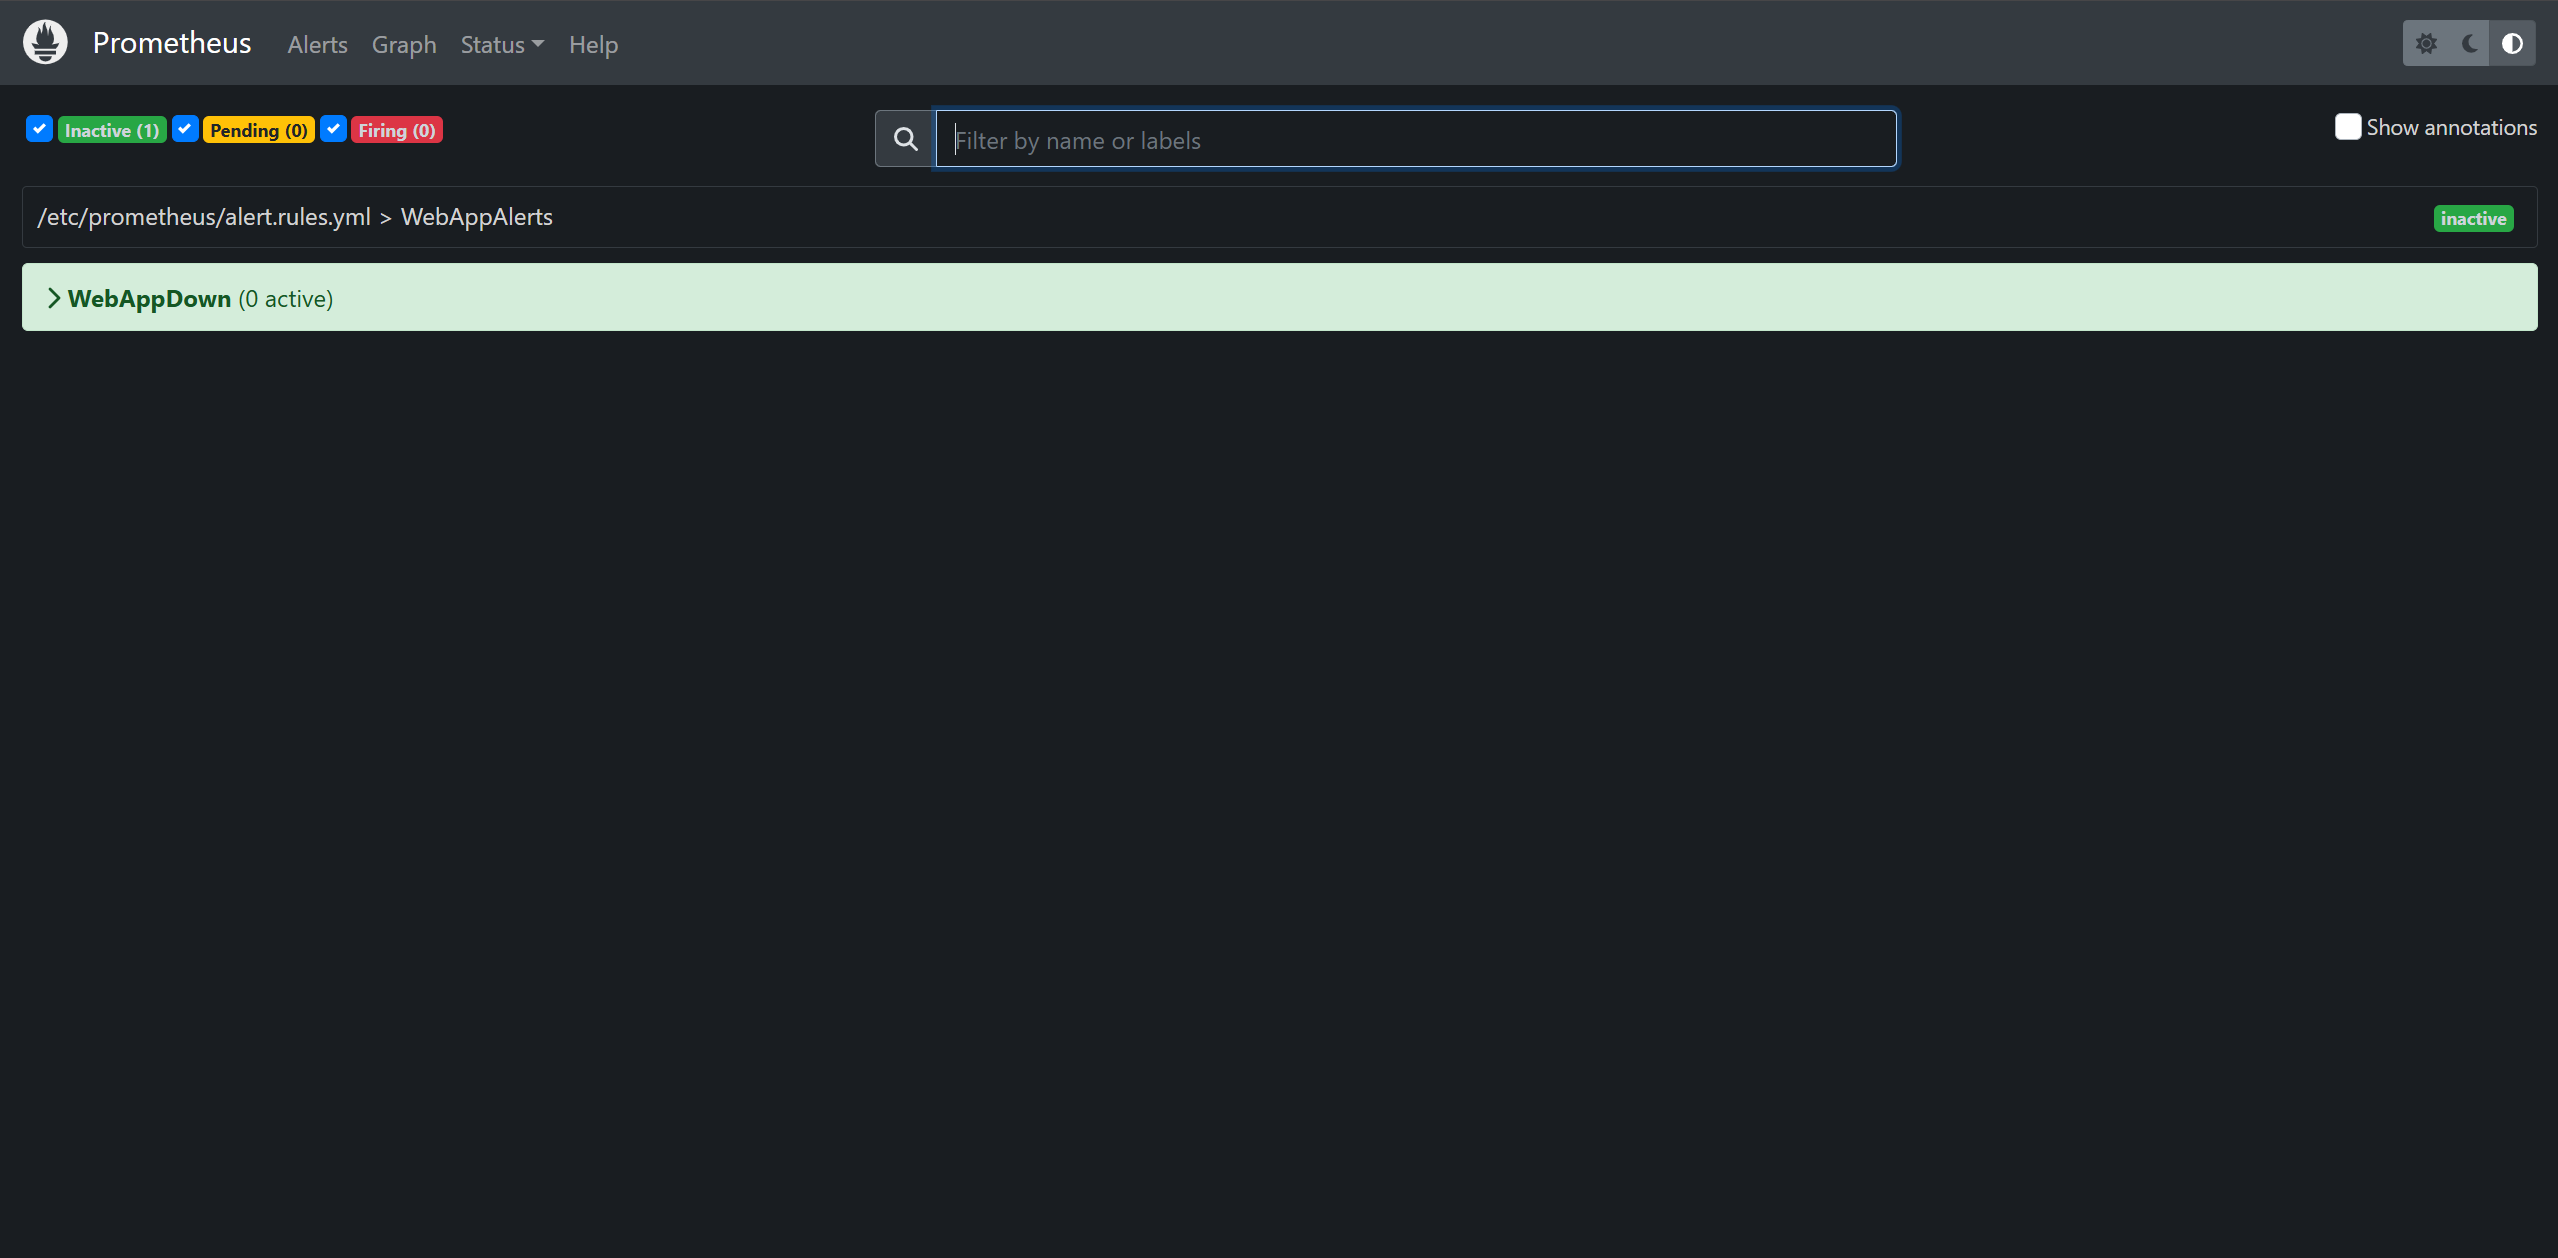 Prometheus Alerts Graph Status Help
Inactive (1) Pending (0) Firing (0) Filter by name or labels Show annotations
/etc/prometheus/alert.rules.yml > WebAppAlerts inactive
WebAppDown (0 active)